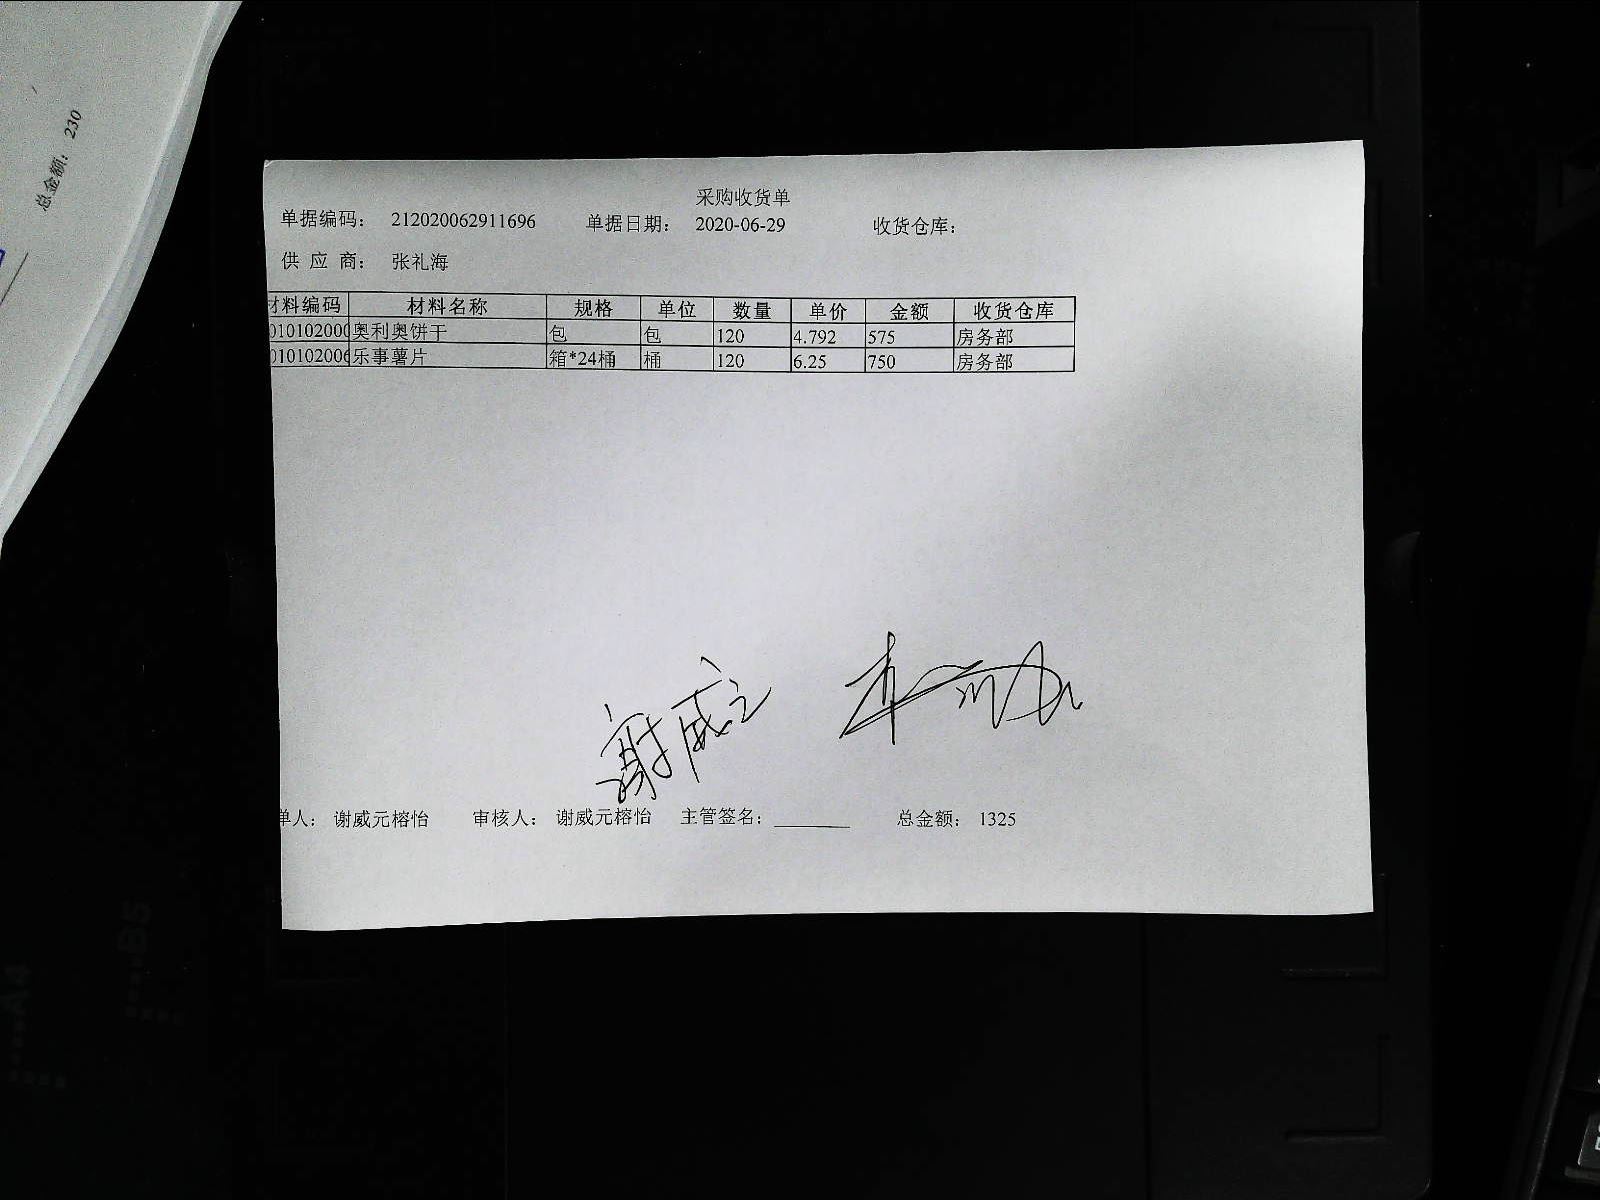 总金额： 230
采购收货单
单据编码： 212020062911696 单据日期： 2020-06-29 收货仓库：
供 应 商： 张礼海
材料编码 材料名称 规格 单位 数量 单价 金额 收货仓库
010102000 奥利奥饼干 包 包 120 4.792 575 房务部
010102006 乐事薯片 箱*24桶 桶 120 6.25 750 房务部
谢威元
单人： 谢威元榕怡 审核人： 谢威元榕怡 主管签名： 总金额： 1325
A4
B5